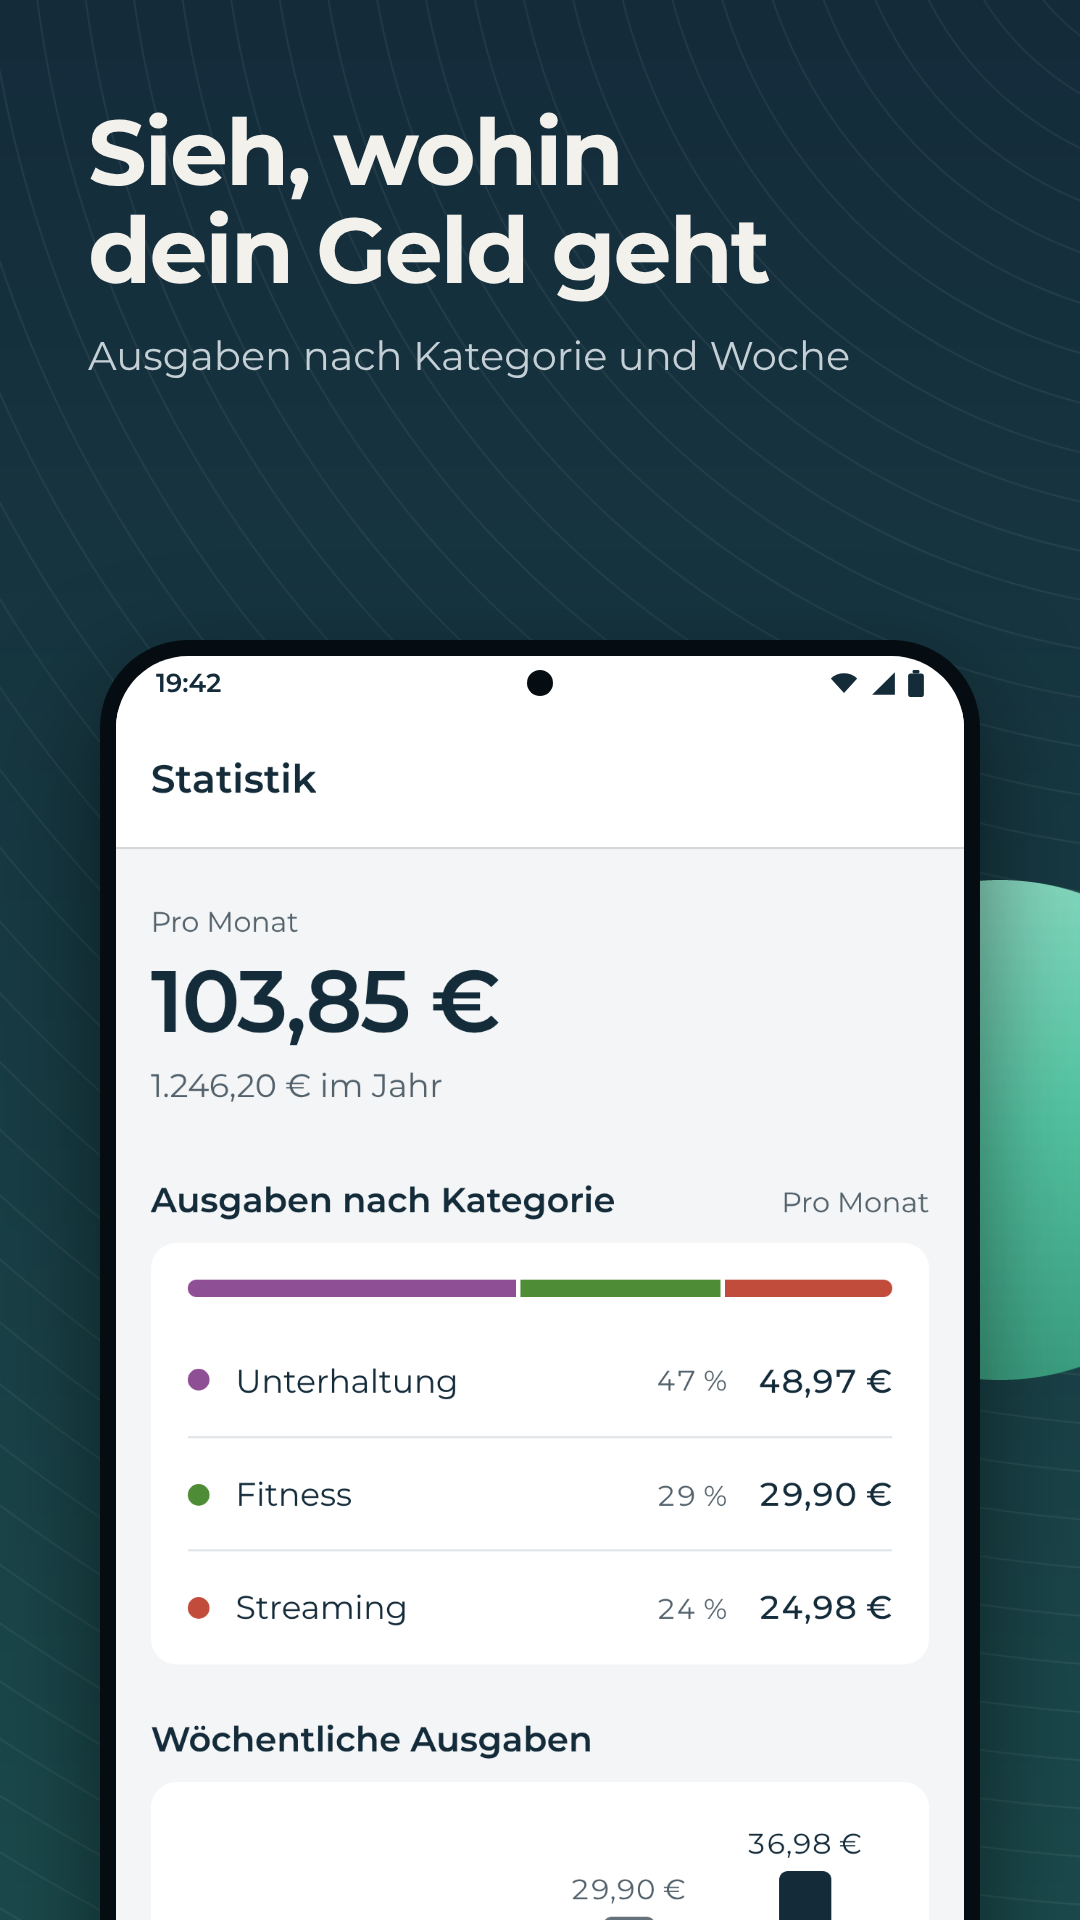 Sieh, wohin
dein Geld geht
Ausgaben nach Kategorie und Woche
19:42
Statistik
Pro Monat
103,85 €
1.246,20 € im Jahr
Ausgaben nach Kategorie Pro Monat
Unterhaltung 47 % 48,97 €
Fitness 29 % 29,90 €
Streaming 24 % 24,98 €
Wöchentliche Ausgaben
36,98 €
29,90 €